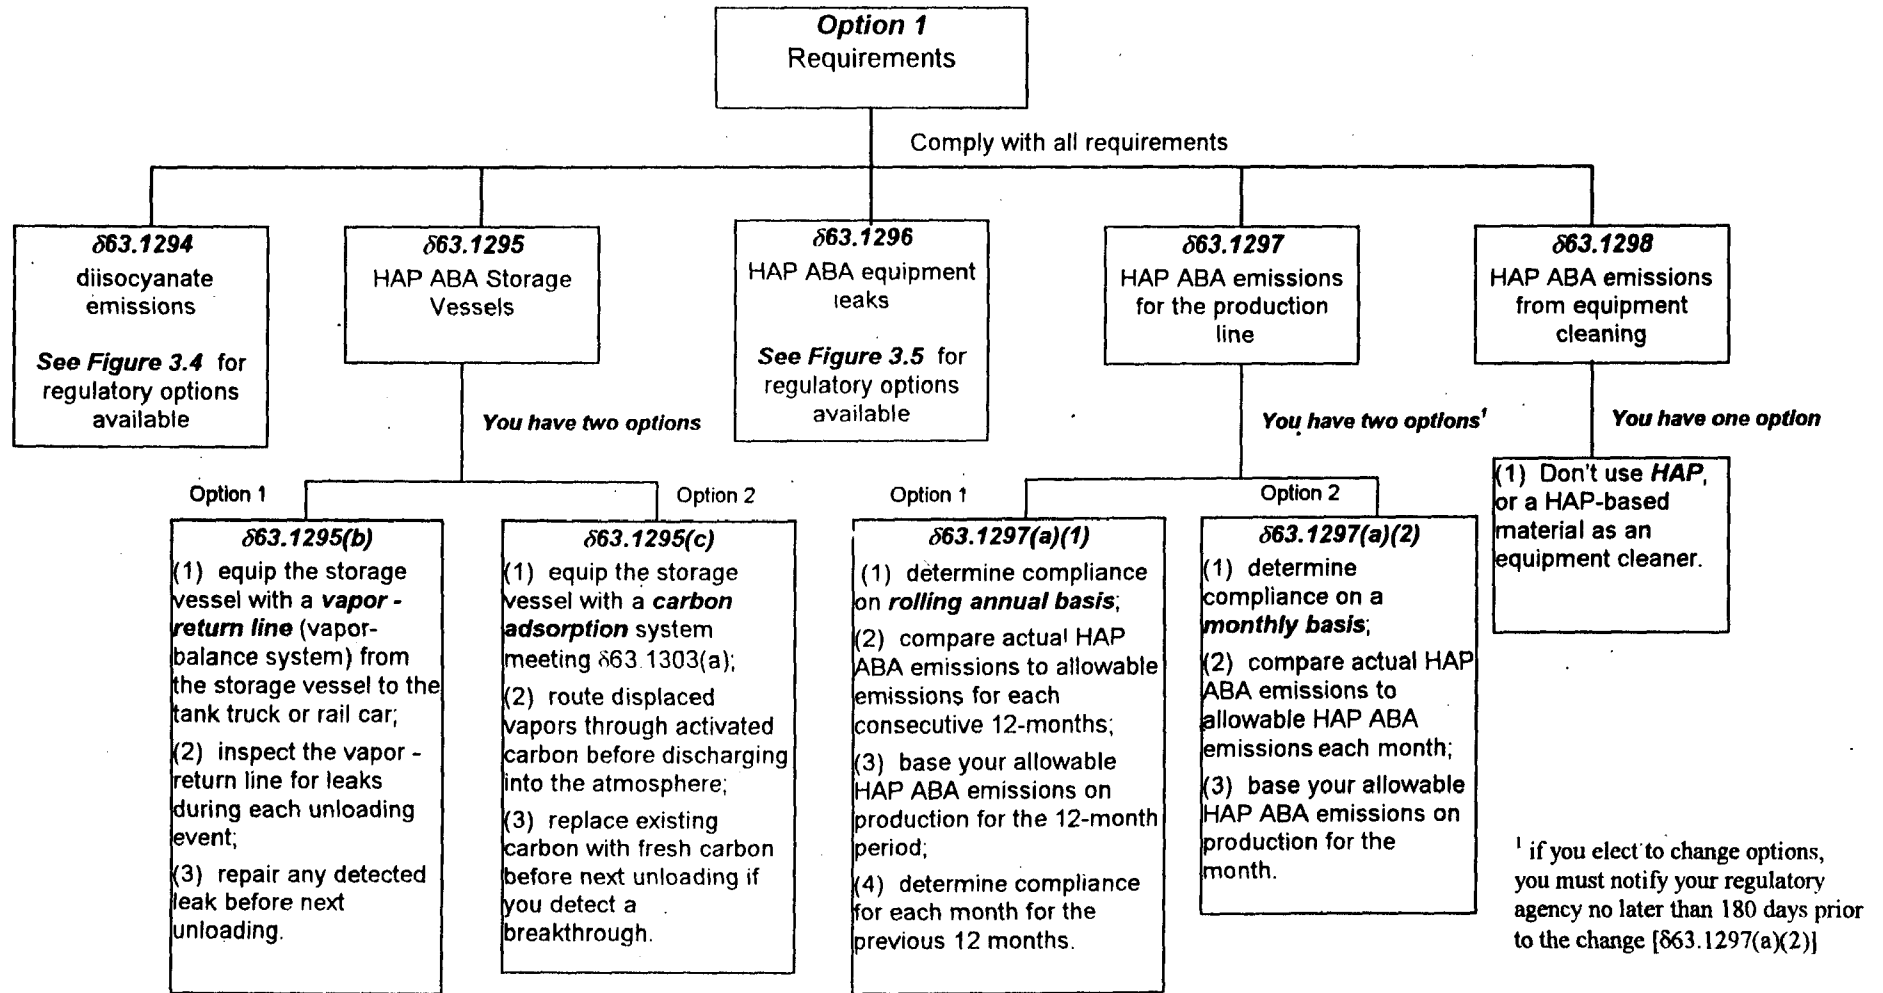 Option 1
Requirements
Comply with all requirements
δ63.1294
diisocyanate
emissions
See Figure 3.4 for
regulatory options
available
δ63.1295
HAP ABA Storage
Vessels
δ63.1296
HAP ABA equipment
leaks
See Figure 3.5 for
regulatory options
available
δ63.1297
HAP ABA emissions
for the production
line
δ63.1298
HAP ABA emissions
from equipment
cleaning
You have two options
You have two options¹
You have one option
Option 1
δ63.1295(b)
(1) equip the storage
vessel with a vapor -
return line (vapor-
balance system) from
the storage vessel to the
tank truck or rail car;
(2) inspect the vapor -
return line for leaks
during each unloading
event;
(3) repair any detected
leak before next
unloading.
Option 2
δ63.1295(c)
(1) equip the storage
vessel with a carbon
adsorption system
meeting δ63.1303(a);
(2) route displaced
vapors through activated
carbon before discharging
into the atmosphere;
(3) replace existing
carbon with fresh carbon
before next unloading if
you detect a
breakthrough.
Option 1
δ63.1297(a)(1)
(1) determine compliance
on rolling annual basis;
(2) compare actual HAP
ABA emissions to allowable
emissions for each
consecutive 12-months;
(3) base your allowable
HAP ABA emissions on
production for the 12-month
period;
(4) determine compliance
for each month for the
previous 12 months.
Option 2
δ63.1297(a)(2)
(1) determine
compliance on a
monthly basis;
(2) compare actual HAP
ABA emissions to
allowable HAP ABA
emissions each month;
(3) base your allowable
HAP ABA emissions on
production for the
month.
(1) Don't use HAP,
or a HAP-based
material as an
equipment cleaner.
¹ if you elect to change options,
you must notify your regulatory
agency no later than 180 days prior
to the change [δ63.1297(a)(2)]